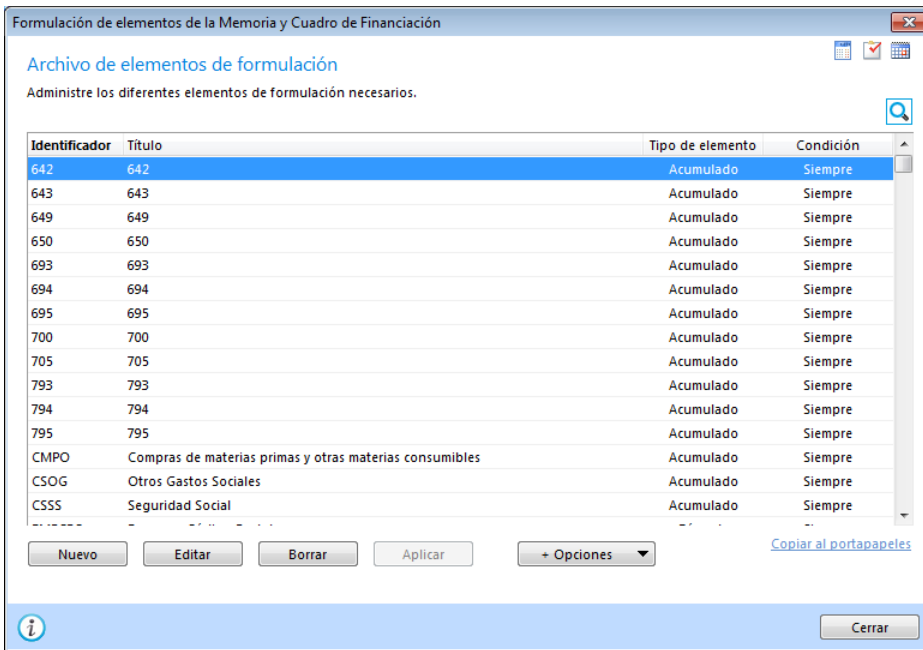 Formulación de elementos de la Memoria y Cuadro de Financiación
Archivo de elementos de formulación
Administre los diferentes elementos de formulación necesarios.
Identificador Título Tipo de elemento Condición
642 642 Acumulado Siempre
643 643 Acumulado Siempre
649 649 Acumulado Siempre
650 650 Acumulado Siempre
693 693 Acumulado Siempre
694 694 Acumulado Siempre
695 695 Acumulado Siempre
700 700 Acumulado Siempre
705 705 Acumulado Siempre
793 793 Acumulado Siempre
794 794 Acumulado Siempre
795 795 Acumulado Siempre
CMPO Compras de materias primas y otras materias consumibles Acumulado Siempre
CSOG Otros Gastos Sociales Acumulado Siempre
CSSS Seguridad Social Acumulado Siempre
Nuevo Editar Borrar Aplicar + Opciones Copiar al portapapeles
Cerrar